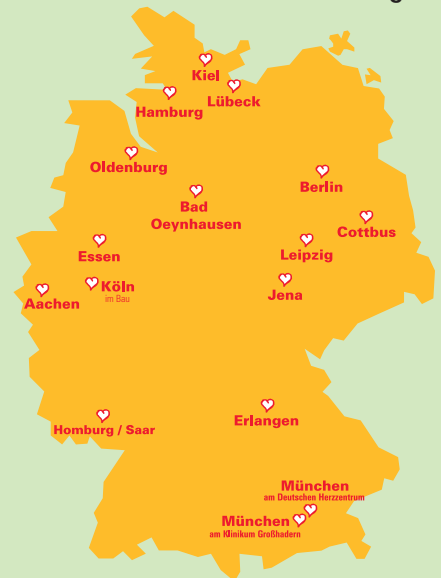 Kiel
Lübeck
Hamburg
Oldenburg
Berlin
Bad
Oeynhausen
Cottbus
Essen
Leipzig
Köln
im Bau
Jena
Aachen
Homburg / Saar
Erlangen
München
am Deutschen Herzzentrum
München
am Klinikum Großhadern